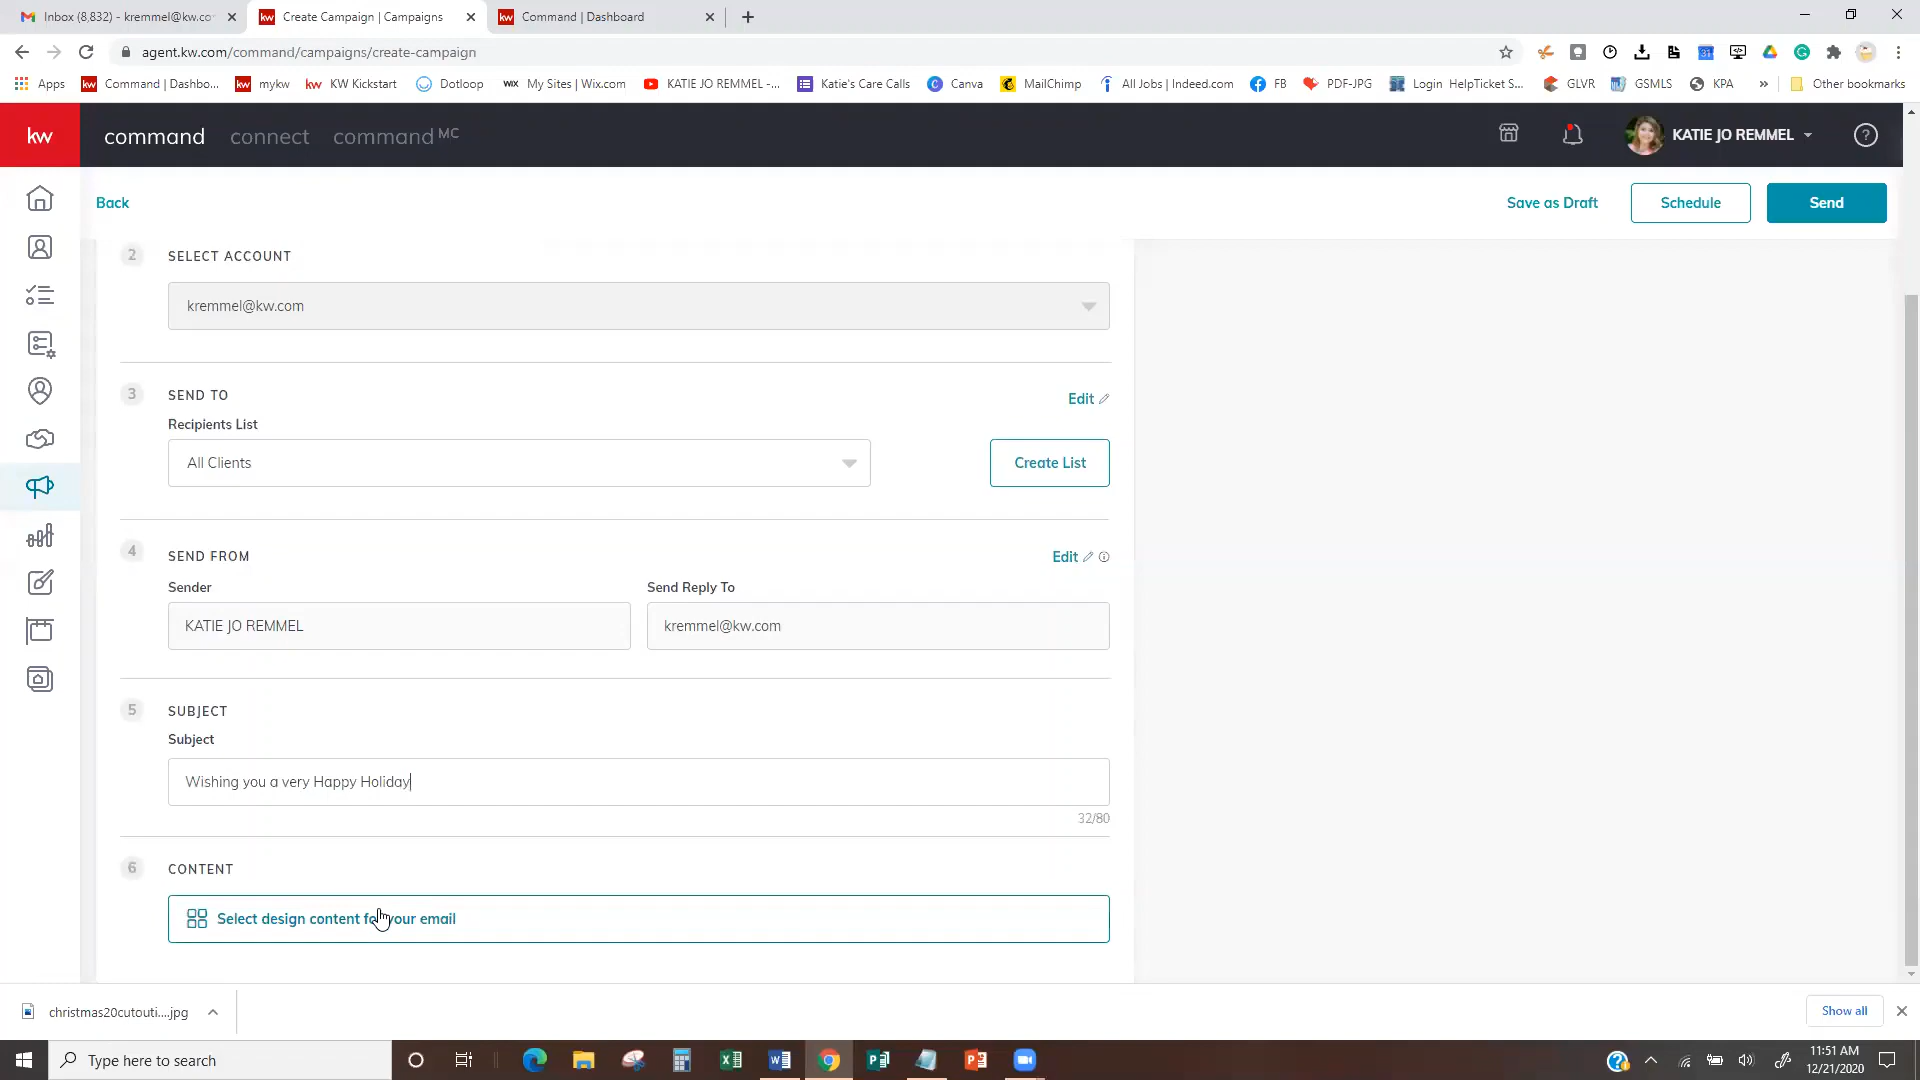 Inbox (8,832) - kremmel@kw.co
Create Campaign | Campaigns
Command | Dashboard
agent.kw.com/command/campaigns/create-campaign
Apps
Command | Dashbo...
mykw
KW Kickstart
Dotloop
My Sites | Wix.com
KATIE JO REMMEL -...
Katie's Care Calls
Canva
MailChimp
All Jobs | Indeed.com
FB
PDF-JPG
Login HelpTicket S...
GLVR
GSMLS
KPA
»
Other bookmarks
kw
command
connect
command MC
KATIE JO REMMEL
Back
Save as Draft
Schedule
Send
2
SELECT ACCOUNT
kremmel@kw.com
3
SEND TO
Edit
Recipients List
All Clients
Create List
4
SEND FROM
Edit
Sender
Send Reply To
KATIE JO REMMEL
kremmel@kw.com
5
SUBJECT
Subject
Wishing you a very Happy Holiday
32/80
6
CONTENT
Select design content for your email
christmas20cutouti....jpg
Show all
Type here to search
11:51 AM
12/21/2020